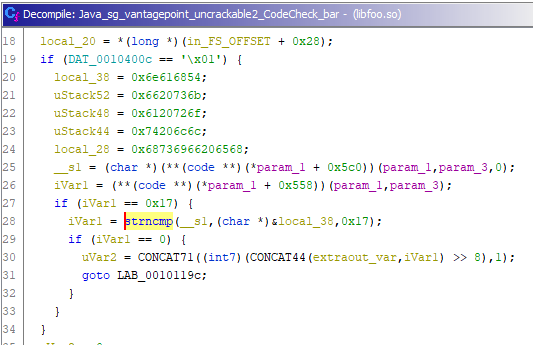 Decompile: Java_sg_vantagepoint_uncrackable2_CodeCheck_bar - (libfoo.so)
18 local_20 = *(long *)(in_FS_OFFSET + 0x28);
19 if (DAT_0010400c == '\x01') {
20 local_38 = 0x6e616854;
21 uStack52 = 0x6620736b;
22 uStack48 = 0x6120726f;
23 uStack44 = 0x74206c6c;
24 local_28 = 0x68736966206568;
25 __s1 = (char *)(**(code **)(*param_1 + 0x5c0))(param_1,param_3,0);
26 iVar1 = (**(code **)(*param_1 + 0x558))(param_1,param_3);
27 if (iVar1 == 0x17) {
28 iVar1 = strncmp(__s1,(char *)&local_38,0x17);
29 if (iVar1 == 0) {
30 uVar2 = CONCAT71((int7)(CONCAT44(extraout_var,iVar1) >> 8),1);
31 goto LAB_0010119c;
32 }
33 }
34 }